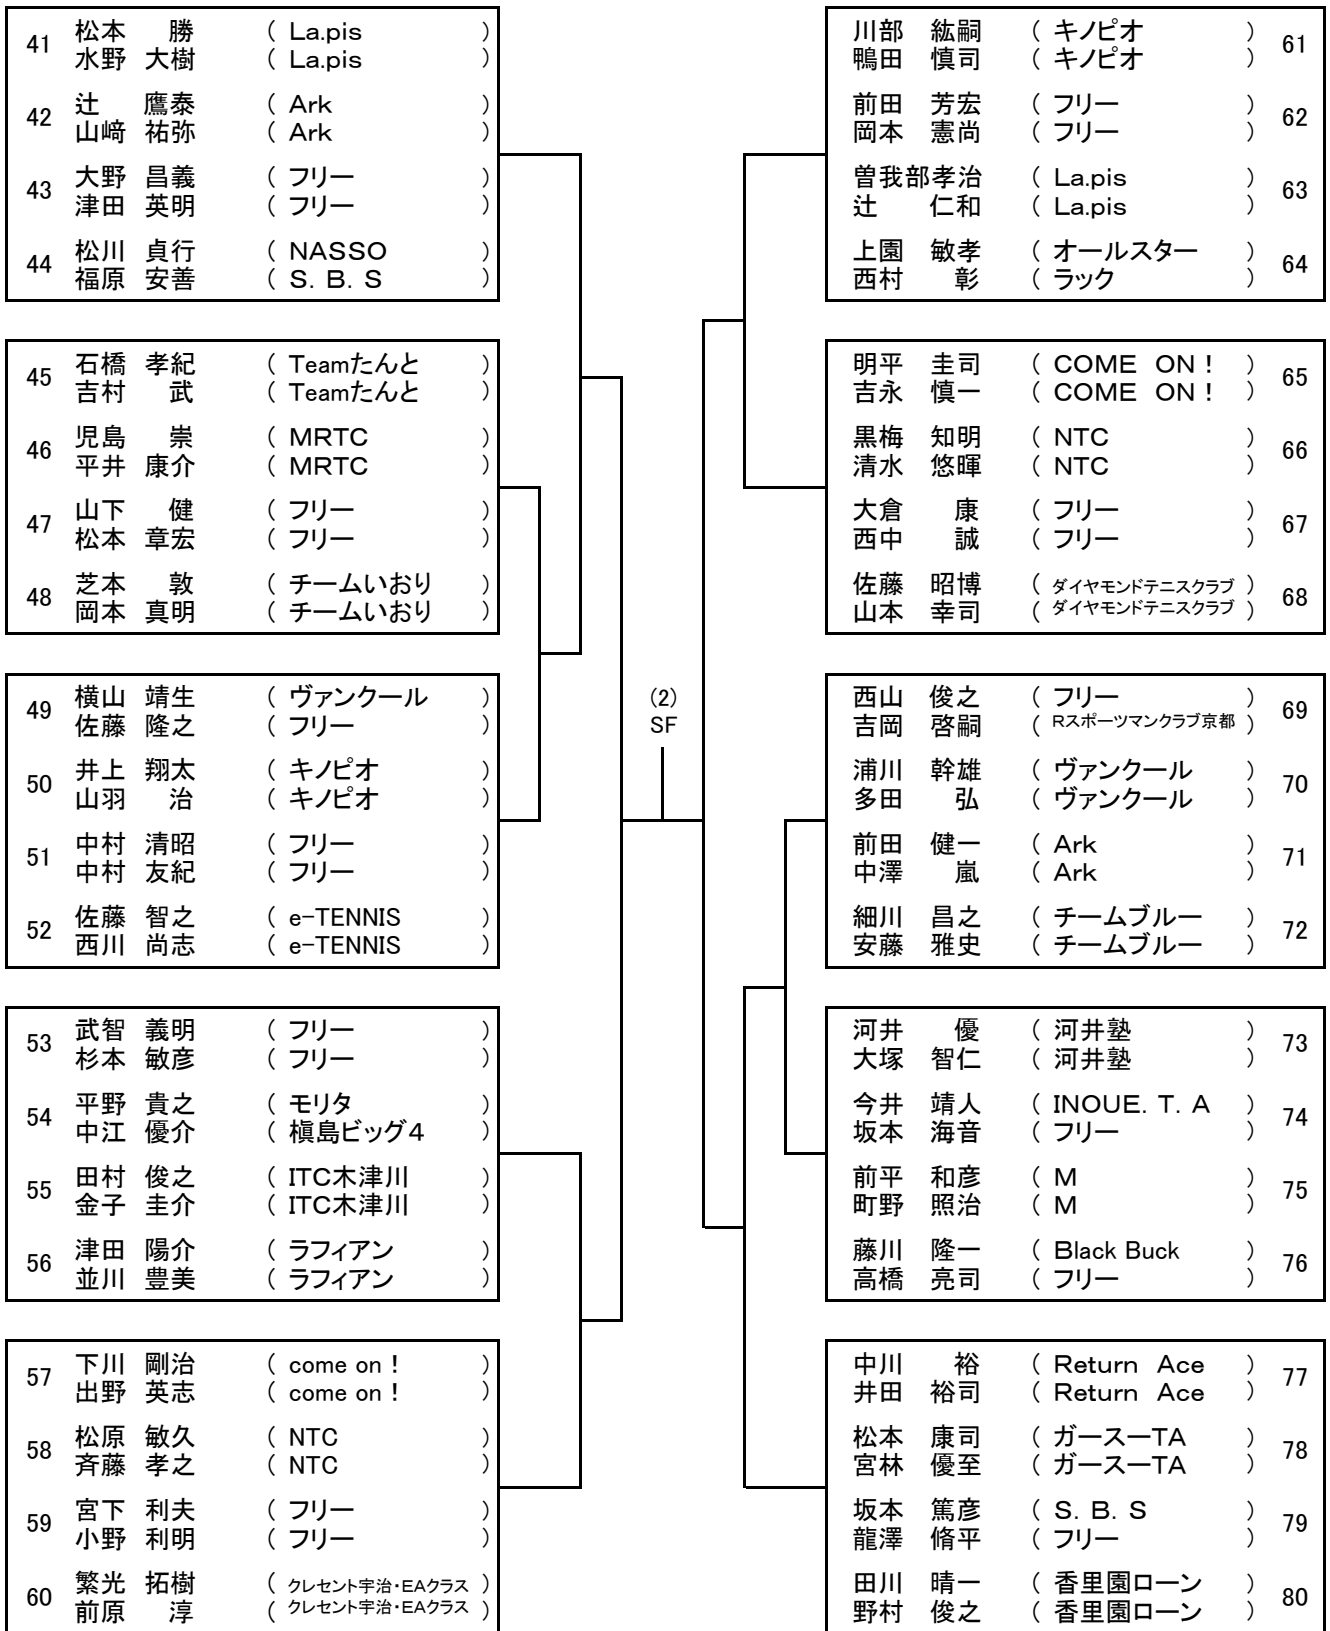 41
松本 勝 ( La.pis )
水野 大樹 ( La.pis )
42
辻 鷹泰 ( Ark )
山﨑 祐弥 ( Ark )
43
大野 昌義 ( フリー )
津田 英明 ( フリー )
44
松川 貞行 ( NASSO )
福原 安善 ( S. B. S )
45
石橋 孝紀 ( Teamたんと )
吉村 武 ( Teamたんと )
46
児島 崇 ( MRTC )
平井 康介 ( MRTC )
47
山下 健 ( フリー )
松本 章宏 ( フリー )
48
芝本 敦 ( チームいおり )
岡本 真明 ( チームいおり )
49
横山 靖生 ( ヴァンクール )
佐藤 隆之 ( フリー )
50
井上 翔太 ( キノピオ )
山羽 治 ( キノピオ )
51
中村 清昭 ( フリー )
中村 友紀 ( フリー )
52
佐藤 智之 ( e-TENNIS )
西川 尚志 ( e-TENNIS )
53
武智 義明 ( フリー )
杉本 敏彦 ( フリー )
54
平野 貴之 ( モリタ )
中江 優介 (槇島ビッグ4 )
55
田村 俊之 ( ITC木津川 )
金子 圭介 ( ITC木津川 )
56
津田 陽介 ( ラフィアン )
並川 豊美 ( ラフィアン )
57
下川 剛治 ( come on ! )
出野 英志 ( come on ! )
58
松原 敏久 ( NTC )
斉藤 孝之 ( NTC )
59
宮下 利夫 ( フリー )
小野 利明 ( フリー )
60
繁光 拓樹 ( クレセント宇治・EAクラス )
前原 淳 ( クレセント宇治・EAクラス )
(2)
SF
川部 紘嗣 ( キノピオ )
鴨田 慎司 ( キノピオ )
61
前田 芳宏 ( フリー )
岡本 憲尚 ( フリー )
62
曽我部孝治 ( La.pis )
辻 仁和 ( La.pis )
63
上園 敏孝 ( オールスター )
西村 彰 ( ラック )
64
明平 圭司 ( COME ON ! )
吉永 慎一 ( COME ON ! )
65
黒梅 知明 ( NTC )
清水 悠暉 ( NTC )
66
大倉 康 ( フリー )
西中 誠 ( フリー )
67
佐藤 昭博 ( ダイヤモンドテニスクラブ )
山本 幸司 ( ダイヤモンドテニスクラブ )
68
西山 俊之 ( フリー )
吉岡 啓嗣 ( Rスポーツマンクラブ京都 )
69
浦川 幹雄 ( ヴァンクール )
多田 弘 ( ヴァンクール )
70
前田 健一 ( Ark )
中澤 嵐 ( Ark )
71
細川 昌之 ( チームブルー )
安藤 雅史 ( チームブルー )
72
河井 優 ( 河井塾 )
大塚 智仁 ( 河井塾 )
73
今井 靖人 ( INOUE. T. A )
坂本 海音 ( フリー )
74
前平 和彦 ( M )
町野 照治 ( M )
75
藤川 隆一 ( Black Buck )
高橋 亮司 ( フリー )
76
中川 裕 ( Return Ace )
井田 裕司 ( Return Ace )
77
松本 康司 ( ガースーTA )
宮林 優至 ( ガースーTA )
78
坂本 篤彦 ( S. B. S )
龍澤 脩平 ( フリー )
79
田川 晴一 ( 香里園ローン )
野村 俊之 ( 香里園ローン )
80